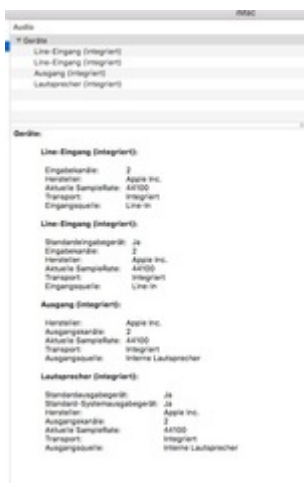 iMac
Audio
▼ Geräte
Line-Eingang (integriert)
Line-Eingang (integriert)
Ausgang (integriert)
Lautsprecher (integriert)
Geräte:
Line-Eingang (integriert):
Eingabekanäle: 2
Hersteller: Apple Inc.
Aktuelle SampleRate: 44100
Transport: Integriert
Eingangsquelle: Line-In
Line-Eingang (integriert):
Standardeingabegerät: Ja
Eingabekanäle: 2
Hersteller: Apple Inc.
Aktuelle SampleRate: 44100
Transport: Integriert
Eingangsquelle: Line In
Ausgang (integriert):
Hersteller: Apple Inc.
Ausgangskanäle: 2
Aktuelle SampleRate: 44100
Transport: Integriert
Ausgangsquelle: Interne Lautsprecher
Lautsprecher (integriert):
Standardausgabegerät: Ja
Standard-Systemausgabegerät: Ja
Hersteller: Apple Inc.
Ausgangskanäle: 2
Aktuelle SampleRate: 44100
Transport: Integriert
Ausgangsquelle: Interne Lautsprecher